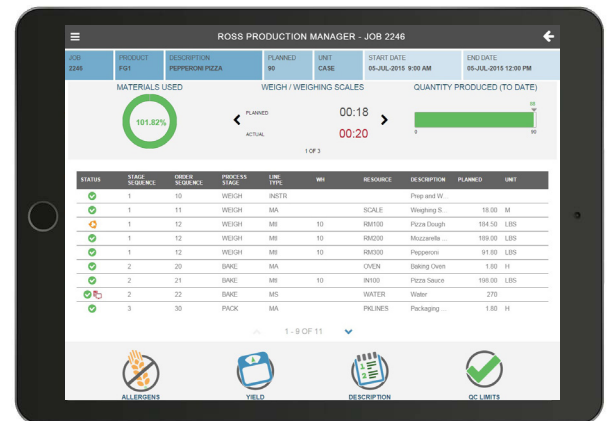 ROSS PRODUCTION MANAGER - JOB 2246
JOB PRODUCT DESCRIPTION PLANNED UNIT START DATE END DATE
2246 FG1 PEPPERONI PIZZA 90 CASE 05-JUL-2015 9:00 AM 05-JUL-2015 12:00 PM
MATERIALS USED WEIGH / WEIGHING SCALES QUANTITY PRODUCED (TO DATE)
101.82%
PLANNED 00:18
ACTUAL 00:20
1 OF 3
88
0 90
STATUS STAGE SEQUENCE ORDER SEQUENCE PROCESS STAGE LINE TYPE WH RESOURCE DESCRIPTION PLANNED UNIT
1 10 WEIGH INSTR Prep and W...
1 11 WEIGH MA SCALE Weighing S... 18.00 M
1 12 WEIGH MI 10 RM100 Pizza Dough 184.50 LBS
1 12 WEIGH MI 10 RM200 Mozzarella ... 189.00 LBS
1 12 WEIGH MI 10 RM300 Pepperoni 91.80 LBS
2 20 BAKE MA OVEN Baking Oven 1.80 H
2 21 BAKE MI 10 IN100 Pizza Sauce 198.00 LBS
2 22 BAKE MS WATER Water 270
3 30 PACK MA PKLINES Packaging ... 1.80 H
1 - 9 OF 11
ALLERGENS YIELD DESCRIPTION QC LIMITS